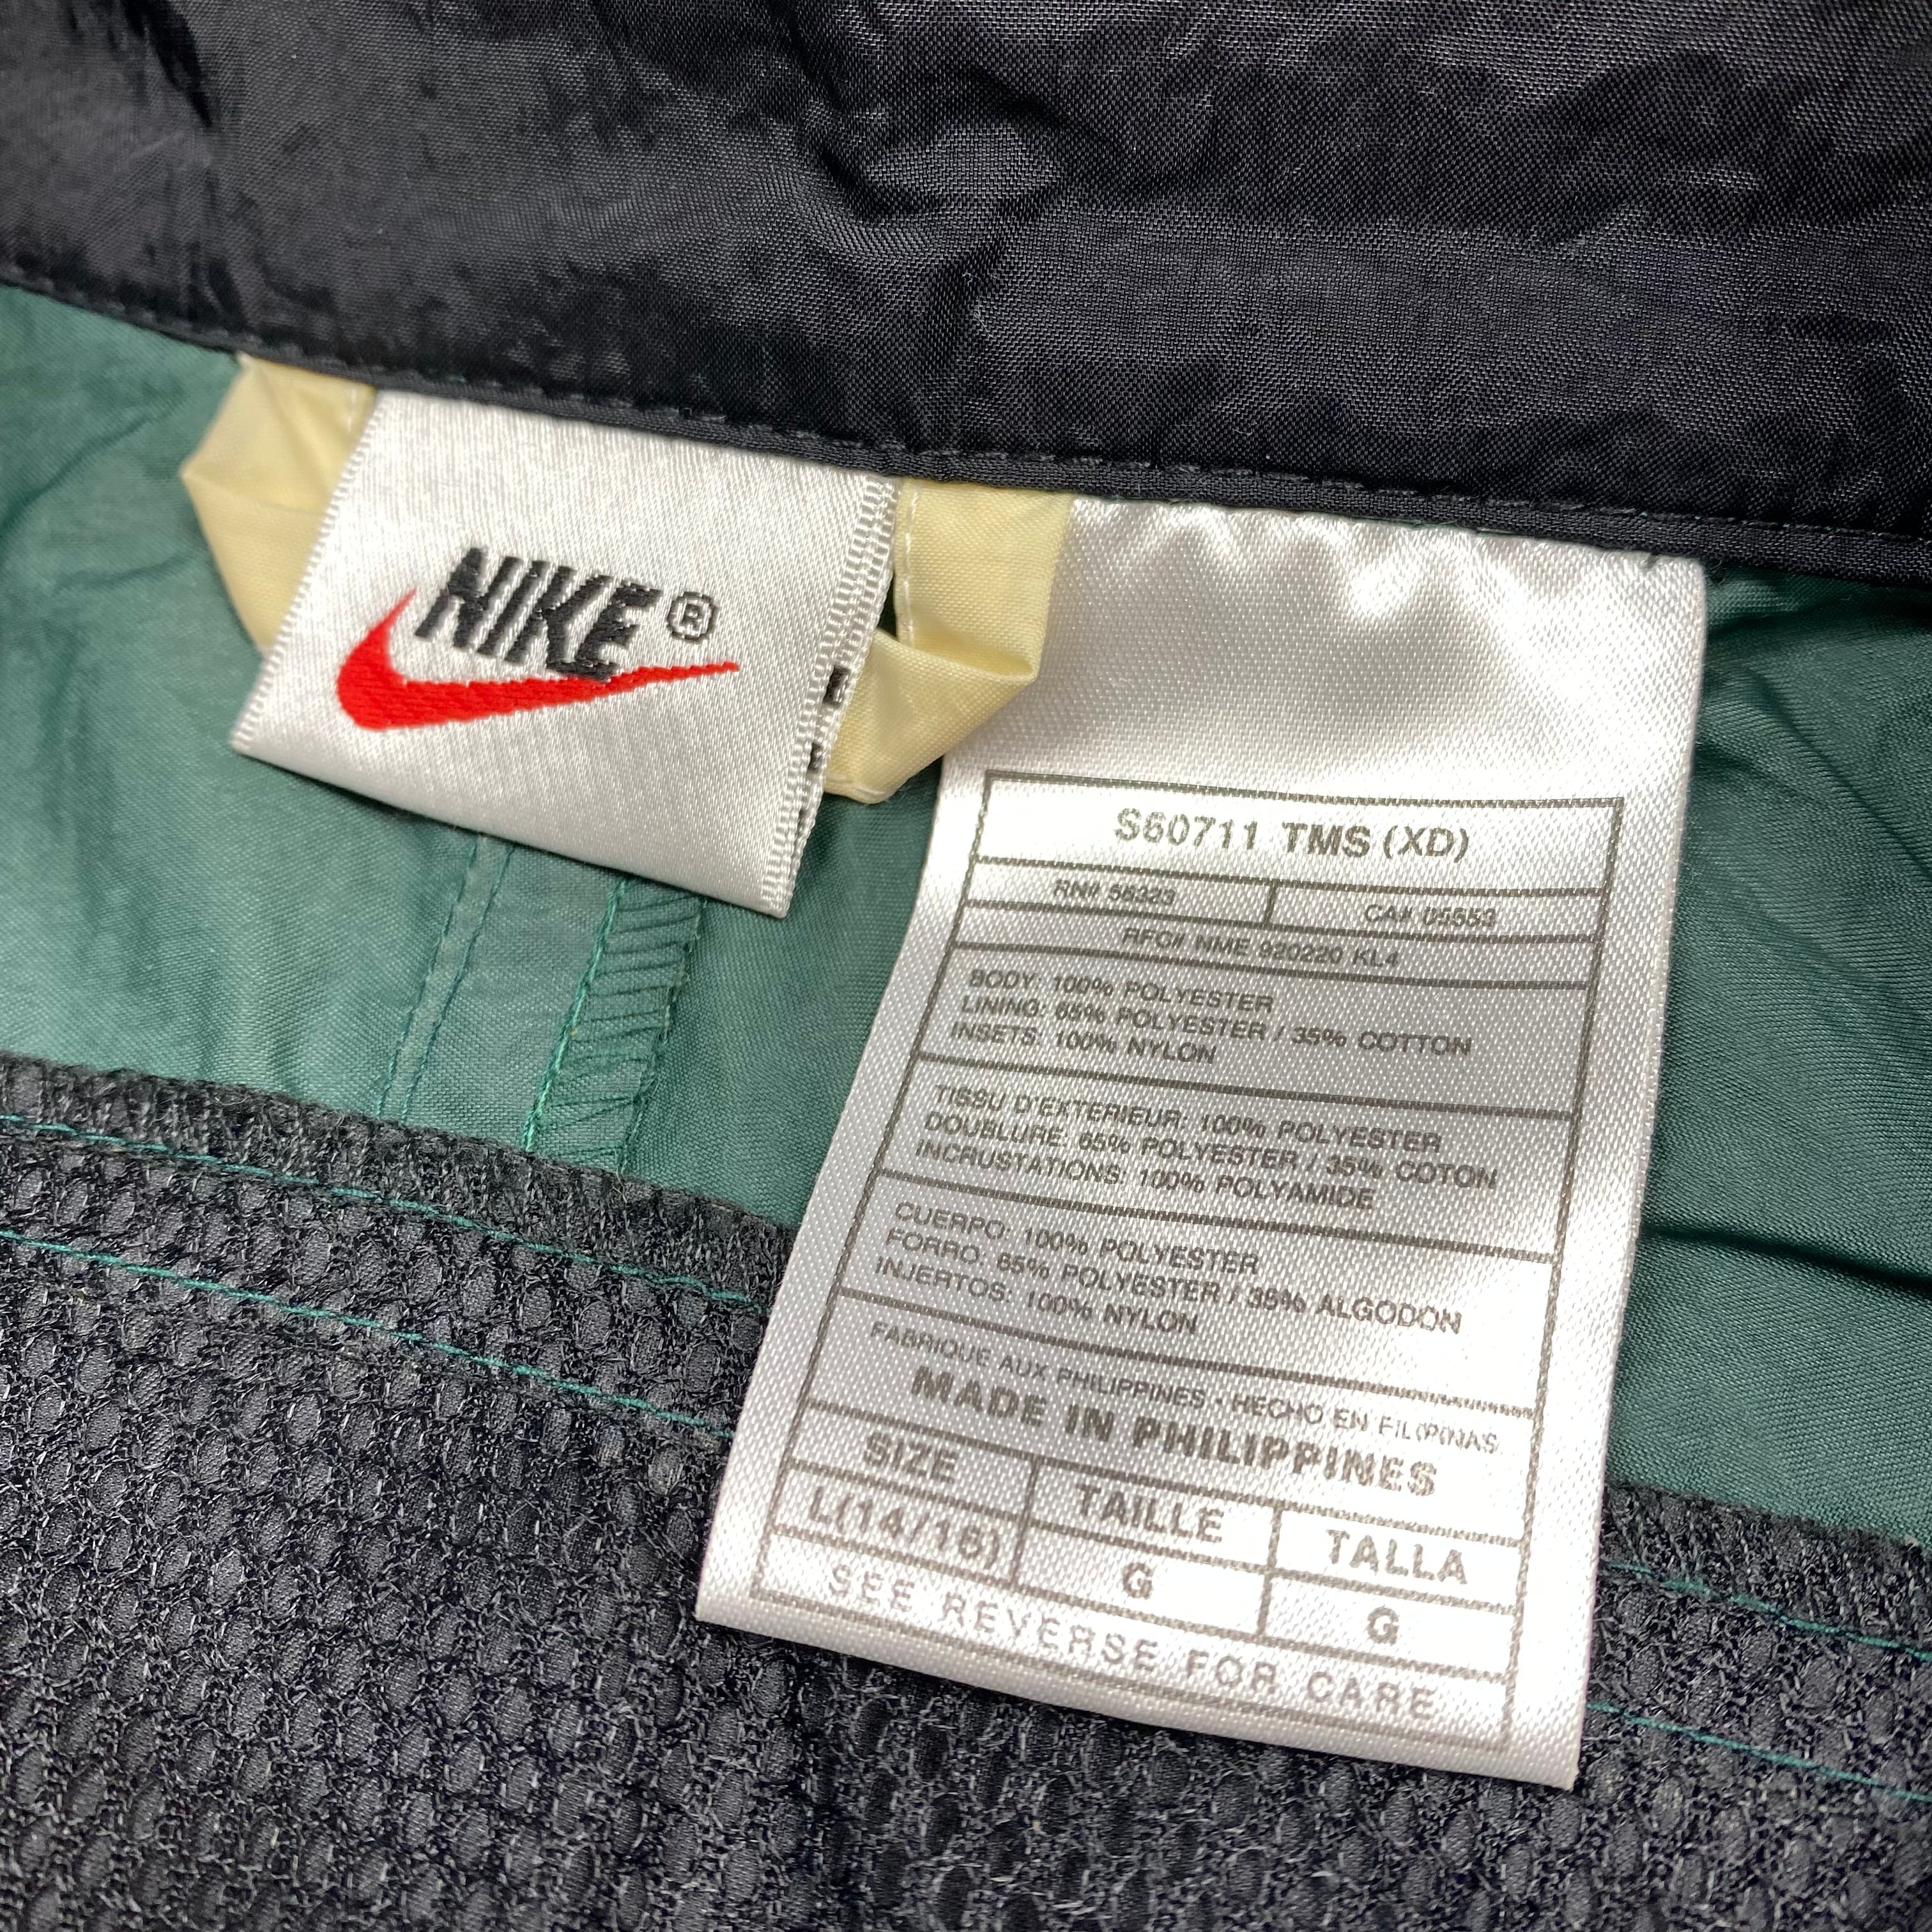 NIKE®
S60711 TMS (XD)
RN# 56323 CA# 05553
RFO# NME 920220 KL4
BODY: 100% POLYESTER
LINING: 65% POLYESTER / 35% COTTON
INSETS: 100% NYLON
TISSU D'EXTERIEUR: 100% POLYESTER
DOUBLURE: 65% POLYESTER / 35% COTON
INCRUSTATIONS: 100% POLYAMIDE
CUERPO: 100% POLYESTER
FORRO: 65% POLYESTER / 35% ALGODON
INJERTOS: 100% NYLON
FABRIQUE AUX PHILIPPINES · HECHO EN FILIPINAS
MADE IN PHILIPPINES
SIZE TAILLE TALLA
L(14/16) G G
SEE REVERSE FOR CARE